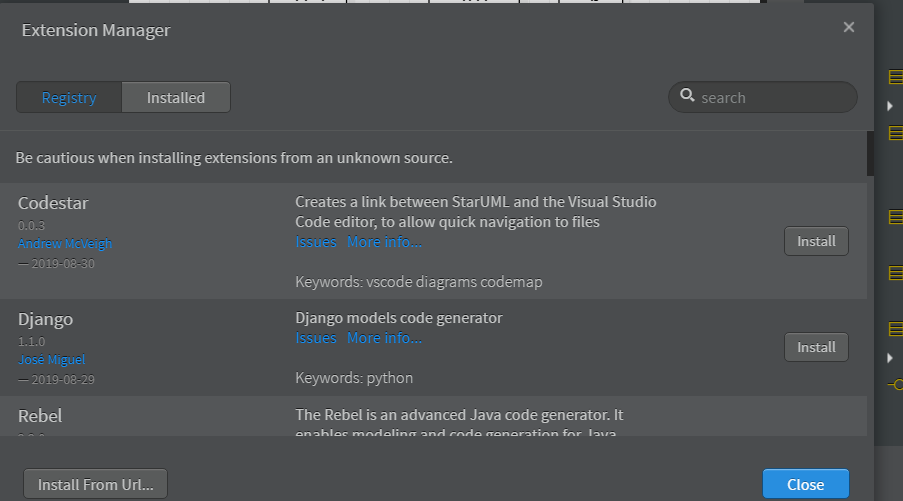 Extension Manager
×
Registry
Installed
search
Be cautious when installing extensions from an unknown source.
Codestar
0.0.3
Andrew McVeigh
— 2019-08-30
Creates a link between StarUML and the Visual Studio
Code editor, to allow quick navigation to files
Issues More info...
Keywords: vscode diagrams codemap
Install
Django
1.1.0
José Miguel
— 2019-08-29
Django models code generator
Issues More info...
Keywords: python
Install
Rebel
The Rebel is an advanced Java code generator. It
enables modeling and code generation for Java
Install From Url...
Close